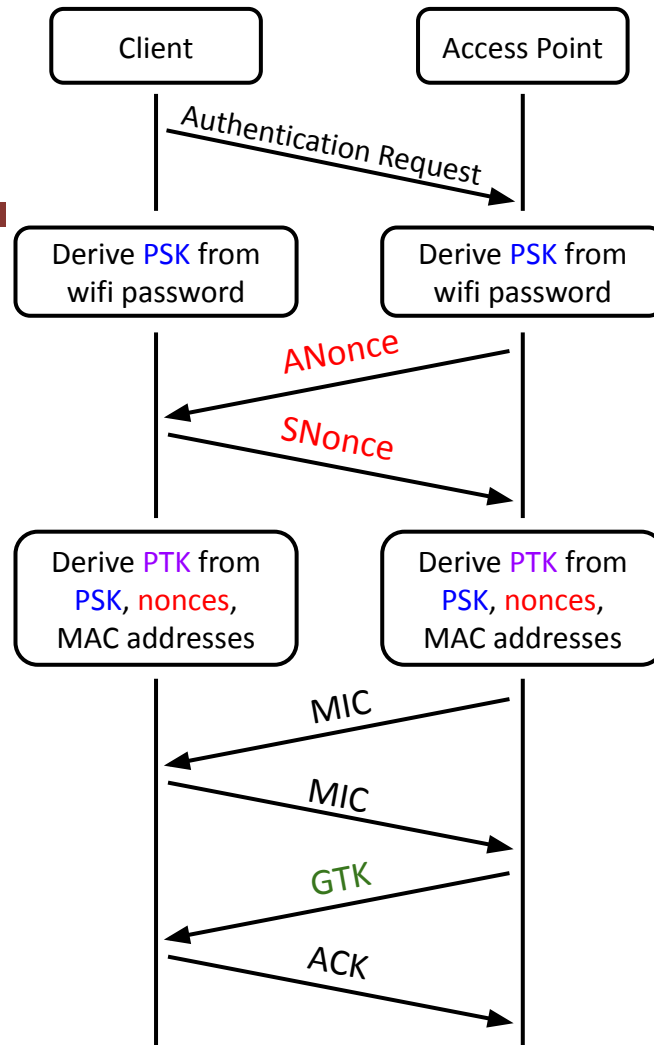 Client
Access Point
Authentication Request
Derive PSK from
wifi password
Derive PSK from
wifi password
ANonce
SNonce
Derive PTK from
PSK, nonces,
MAC addresses
Derive PTK from
PSK, nonces,
MAC addresses
MIC
MIC
GTK
ACK